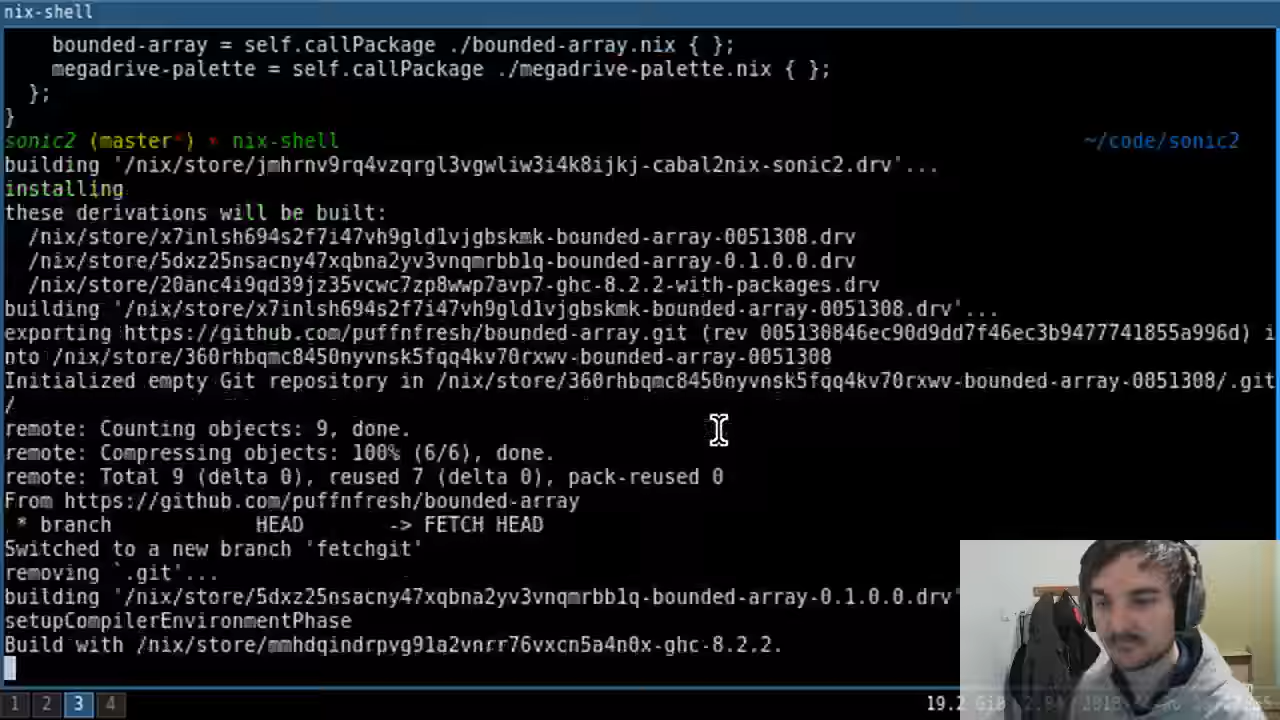 nix-shell
bounded-array = self.callPackage ./bounded-array.nix { };
megadrive-palette = self.callPackage ./megadrive-palette.nix { };
};
}
sonic2 (master*) nix-shell ~/code/sonic2
building '/nix/store/jmhrnv9rq4vzqrgl3vgwliw3i4k8ijkj-cabal2nix-sonic2.drv'...
installing
these derivations will be built:
/nix/store/x7inlsh694s2f7i47vh9gld1vjgbskmk-bounded-array-0051308.drv
/nix/store/5dxz25nsacny47xqbna2yv3vnqmrbb1q-bounded-array-0.1.0.0.drv
/nix/store/20anc4i9qd39jz35vcwc7zp8wwp7avp7-ghc-8.2.2-with-packages.drv
building '/nix/store/x7inlsh694s2f7i47vh9gld1vjgbskmk-bounded-array-0051308.drv'...
exporting https://github.com/puffnfresh/bounded-array.git (rev 005130846ec90d9dd7f46ec3b9477741855a996d) i
nto /nix/store/360rhbqmc8450nyvnsk5fqq4kv70rxwv-bounded-array-0051308
Initialized empty Git repository in /nix/store/360rhbqmc8450nyvnsk5fqq4kv70rxwv-bounded-array-0051308/.git
/
remote: Counting objects: 9, done.
remote: Compressing objects: 100% (6/6), done.
remote: Total 9 (delta 0), reused 7 (delta 0), pack-reused 0
From https://github.com/puffnfresh/bounded-array
* branch HEAD -> FETCH_HEAD
Switched to a new branch 'fetchgit'
removing `.git'...
building '/nix/store/5dxz25nsacny47xqbna2yv3vnqmrbb1q-bounded-array-0.1.0.0.drv'
setupCompilerEnvironmentPhase
Build with /nix/store/mmhdqindrpvg91a2vnrr76vxcn5a4n0x-ghc-8.2.2.
1 2 3 4 19.2 GiB